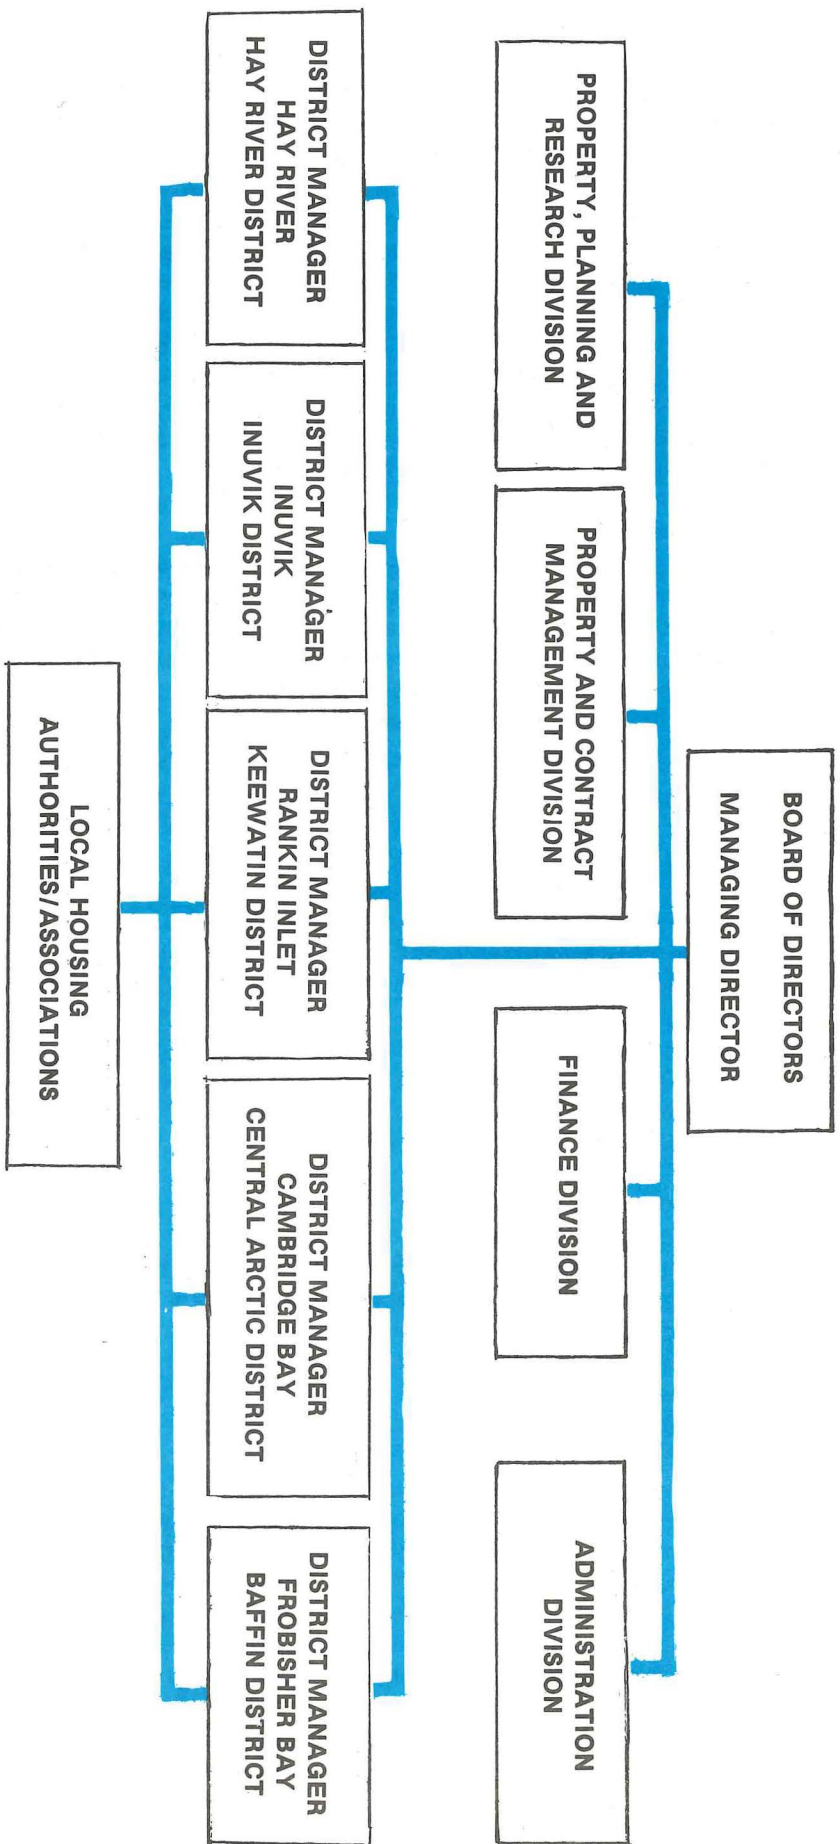 BOARD OF DIRECTORS
MANAGING DIRECTOR
PROPERTY, PLANNING AND
RESEARCH DIVISION
PROPERTY AND CONTRACT
MANAGEMENT DIVISION
FINANCE DIVISION
ADMINISTRATION
DIVISION
DISTRICT MANAGER
HAY RIVER
HAY RIVER DISTRICT
DISTRICT MANAGER
INUVIK
INUVIK DISTRICT
DISTRICT MANAGER
RANKIN INLET
KEEWATIN DISTRICT
DISTRICT MANAGER
CAMBRIDGE BAY
CENTRAL ARCTIC DISTRICT
DISTRICT MANAGER
FROBISHER BAY
BAFFIN DISTRICT
LOCAL HOUSING
AUTHORITIES/ASSOCIATIONS